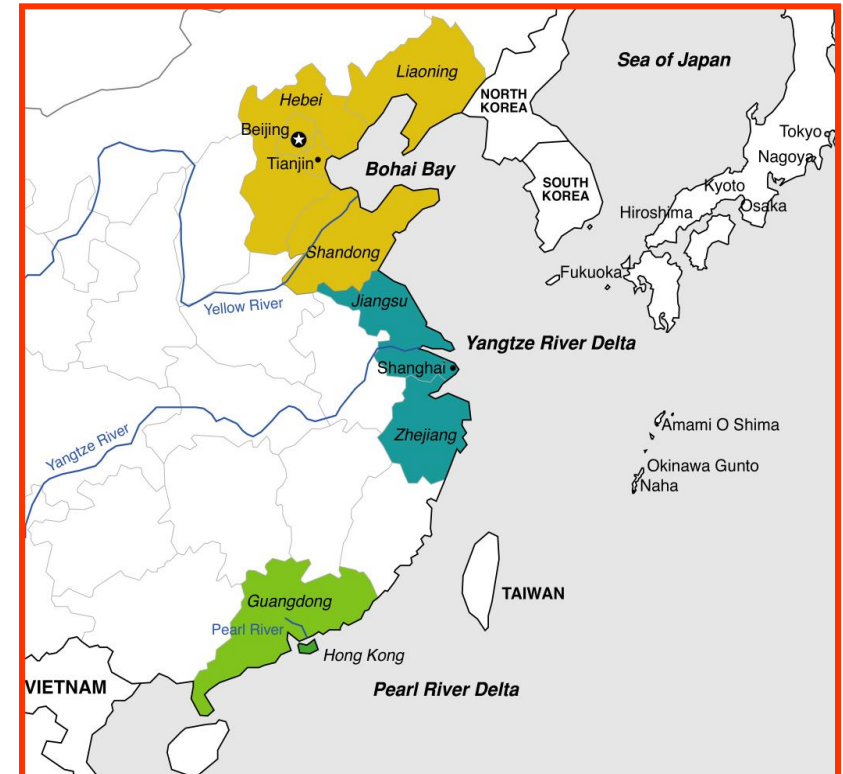 Sea of Japan
Liaoning
Hebei
NORTH
KOREA
Beijing
Tokyo
Tianjin
Nagoya
Bohai Bay
SOUTH
KOREA
Kyoto
Osaka
Hiroshima
Shandong
Fukuoka
Jiangsu
Yellow River
Yangtze River Delta
Shanghai
Amami O Shima
Zhejiang
Yangtze River
Okinawa Gunto
Naha
TAIWAN
Guangdong
Pearl River
Hong Kong
VIETNAM
Pearl River Delta